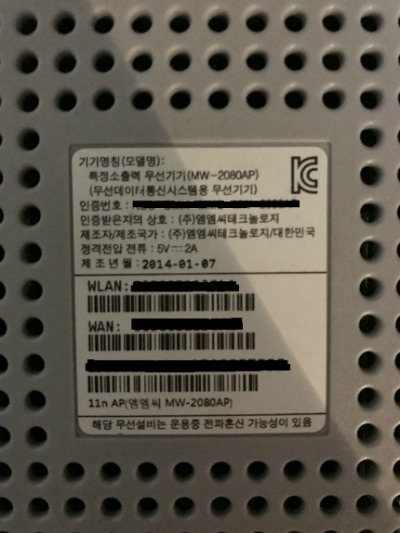 기기명칭(모델명):
특정소출력 무선기기(MW-2080AP)
(무선데이터통신시스템용 무선기기)
인증번호 :
인증받은자의 상호 : (주)엠엠씨테크놀로지
제조자/제조국가 : (주)엠엠씨테크놀로지/대한민국
정격전압 전류 : 5V⎓2A
제 조 년 월 : 2014-01-07
WLAN:
WAN:
11n AP(엠엠씨 MW-2080AP)
해당 무선설비는 운용중 전파혼신 가능성이 있음